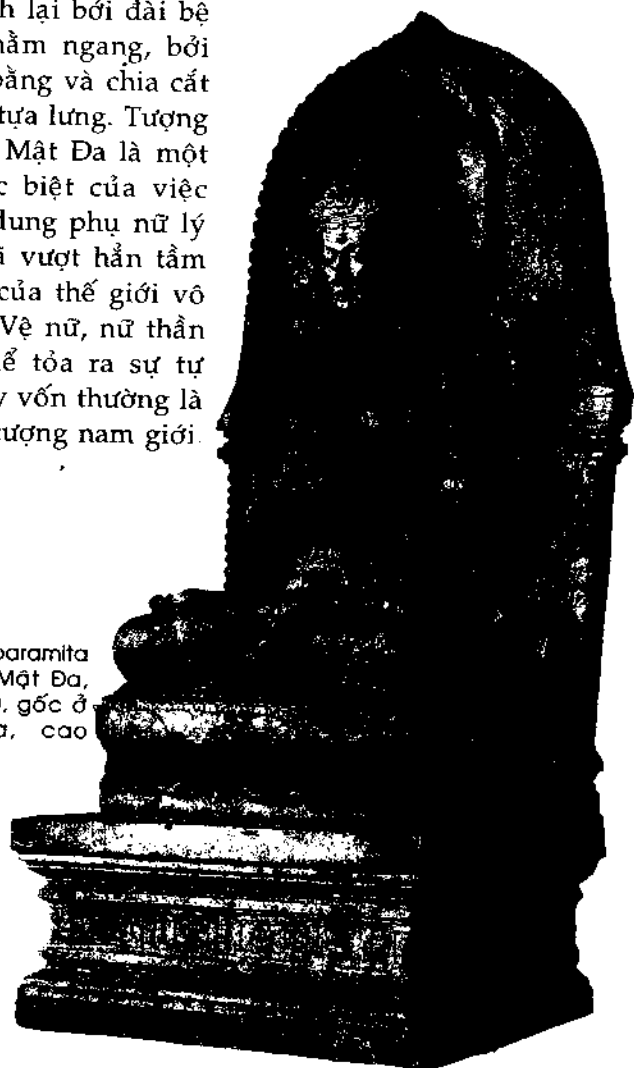 lại bởi đài bệ
nằm ngang, bởi
bằng và chia cắt
tựa lưng. Tượng
Mật Đa là một
biệt của việc
dung phụ nữ lý
vượt hẳn tầm
của thế giới vô
Vệ nữ, nữ thần
tỏa ra sự tự
vốn thường là
tượng nam giới.
paramita
Mật Đa,
gốc ở
cao